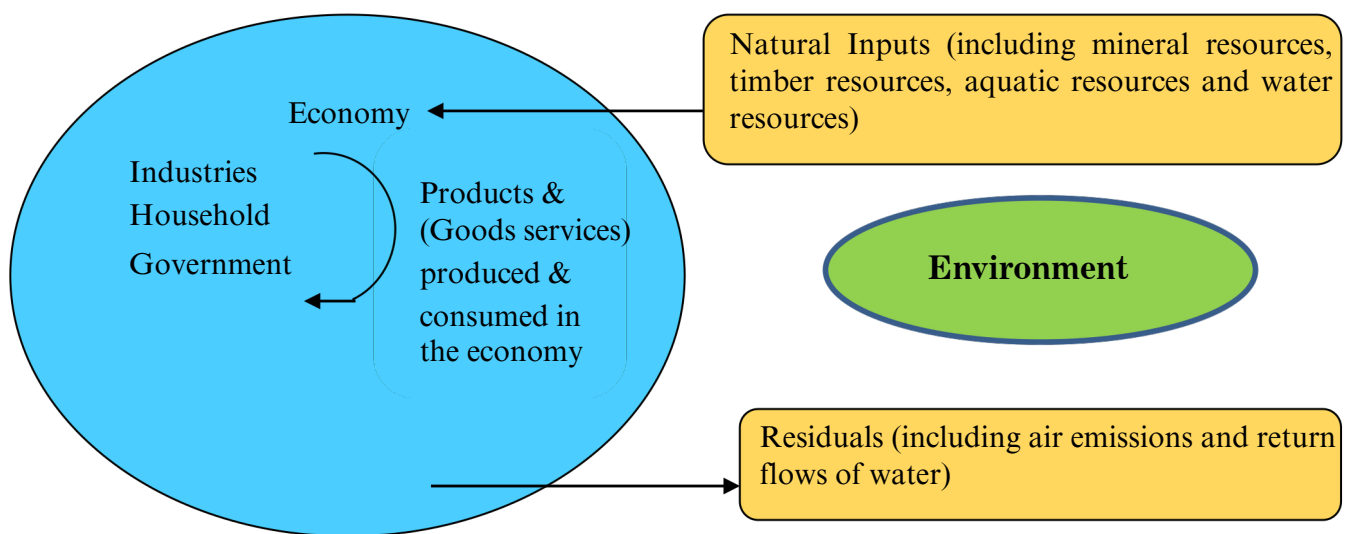 Economy
Industries
Household
Government
Products &
(Goods services)
produced &
consumed in
the economy
Natural Inputs (including mineral resources,
timber resources, aquatic resources and water
resources)
Environment
Residuals (including air emissions and return
flows of water)